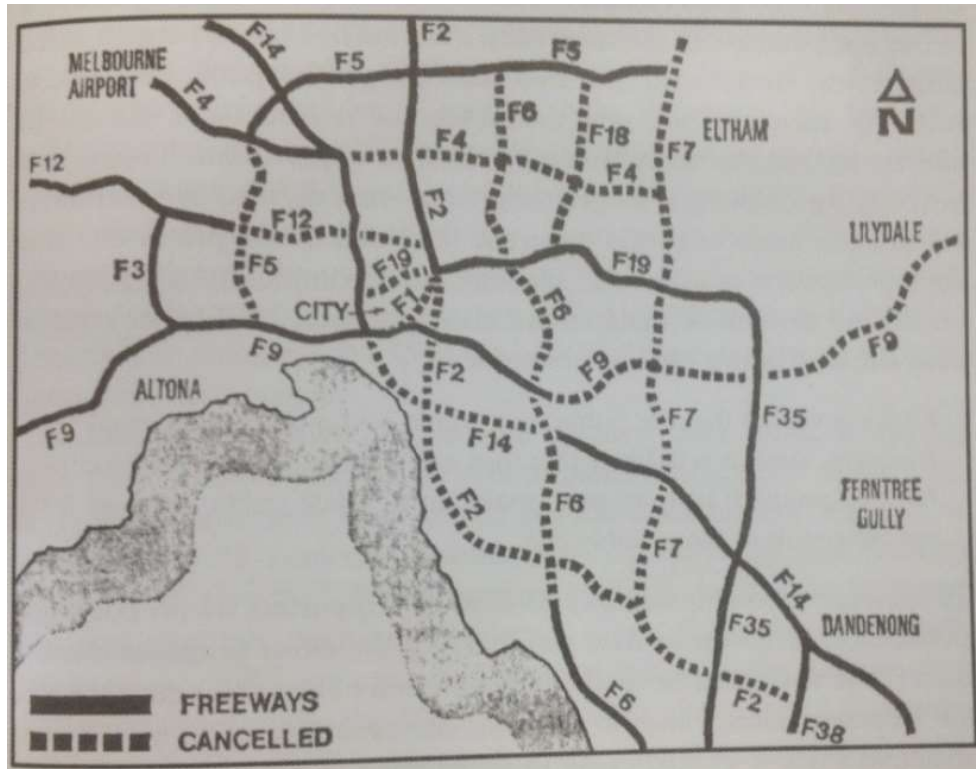 F14
F2
MELBOURNE
AIRPORT
F5
F5
F4
F6
F18
F7
ELTHAM
N
F4
F4
F12
F12
F2
LILYDALE
F3
F5
F19
F19
F1
CITY
F6
F9
F9
F9
F2
ALTONA
F9
F14
F7
F35
F2
F6
F7
FERNTREE
GULLY
F14
F35
DANDENONG
F6
F2
F38
FREEWAYS
CANCELLED